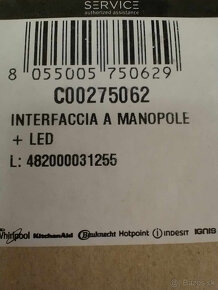 SERVICE
authorized assistance
8 055005 750629
C00275062
INTERFACCIA A MANOPOLE
+ LED
L: 482000031255
Whirlpool KitchenAid Bauknecht Hotpoint indesit IGNIS